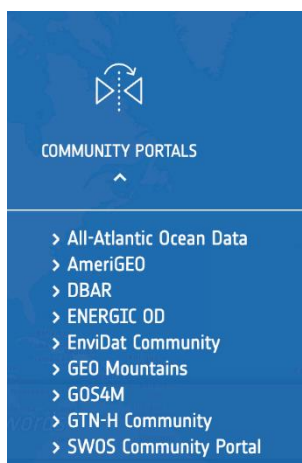 COMMUNITY PORTALS
> All-Atlantic Ocean Data
> AmeriGEO
> DBAR
> ENERGIC OD
> EnviDat Community
> GEO Mountains
> GOS4M
> GTN-H Community
> SWOS Community Portal